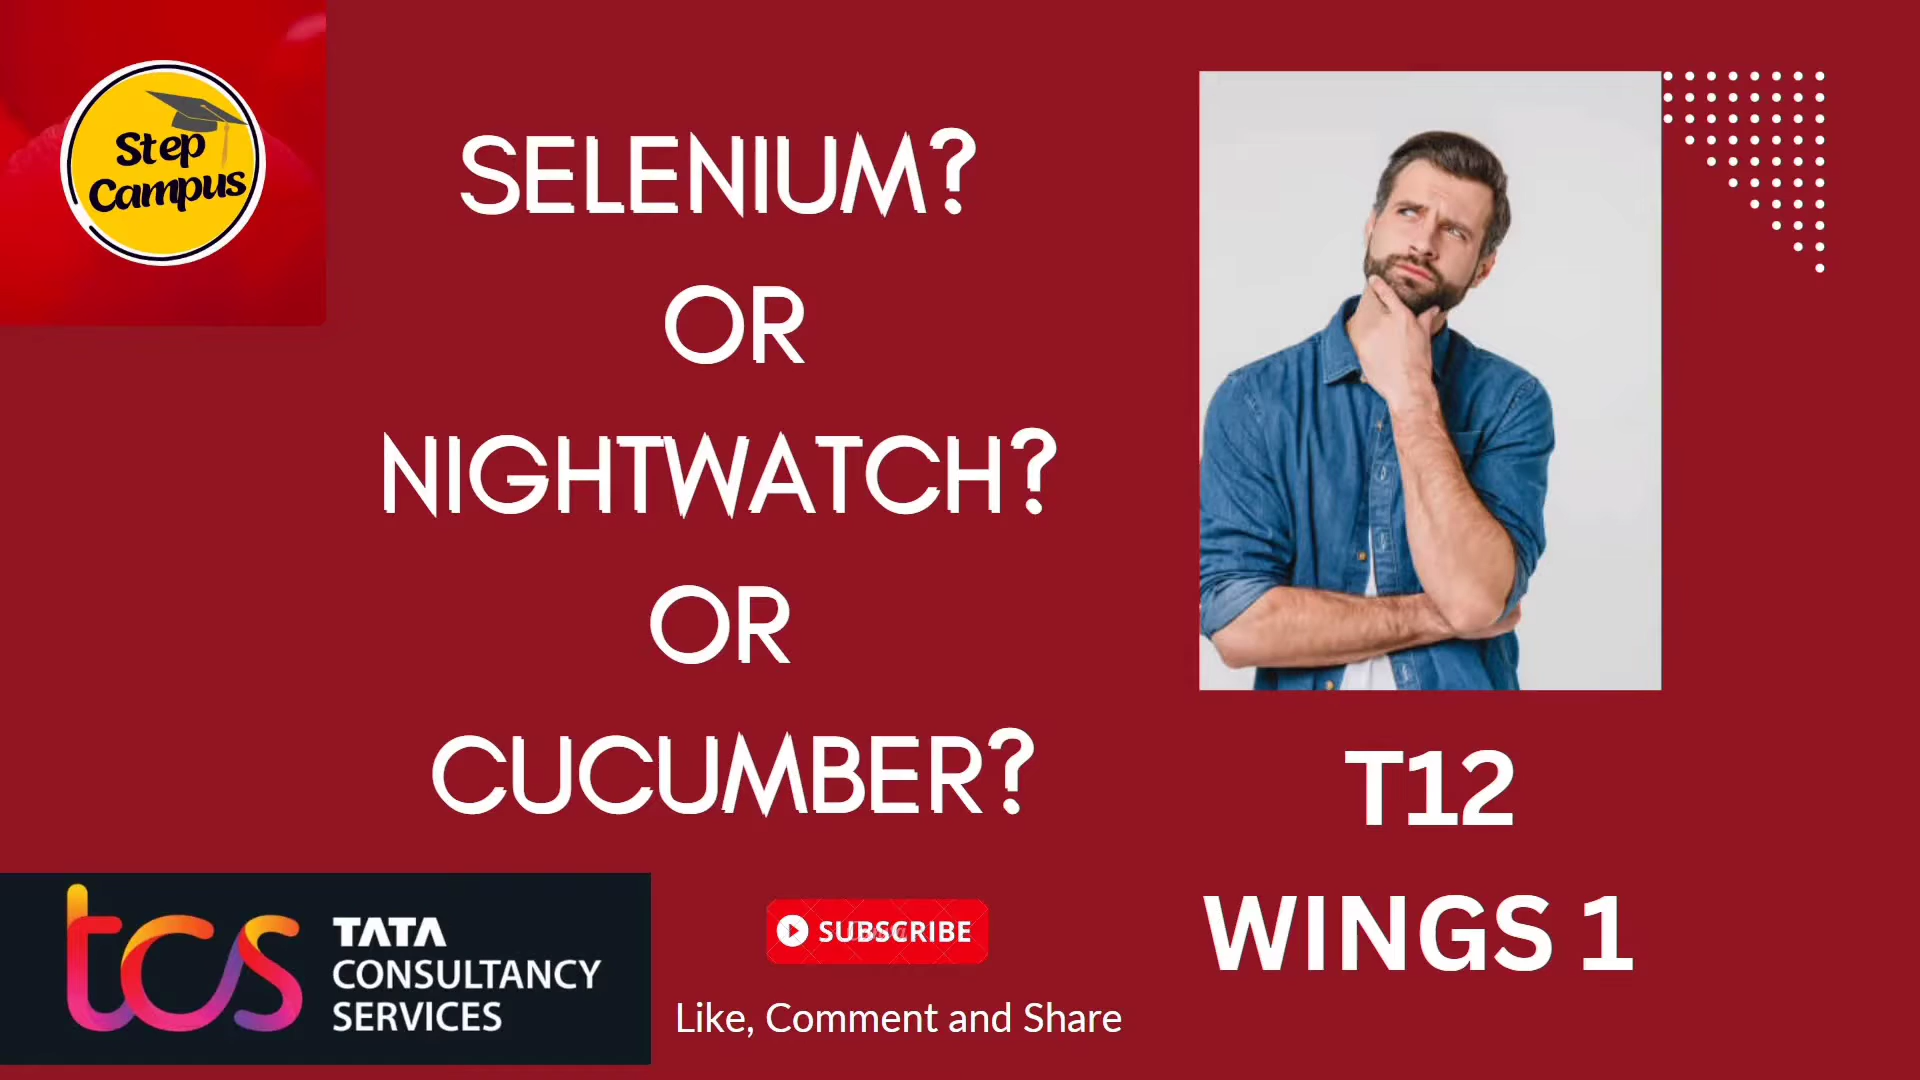 Step
Campus
SELENIUM?
OR
NIGHTWATCH?
OR
CUCUMBER?
T12
WINGS 1
tcs
TATA
CONSULTANCY
SERVICES
SUBSCRIBE
Like, Comment and Share